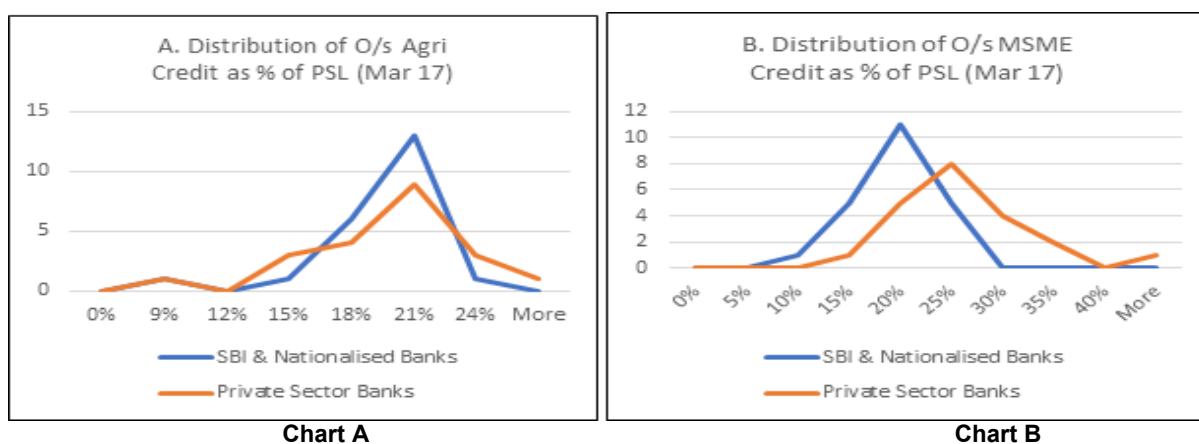 A. Distribution of O/s Agri
Credit as % of PSL (Mar 17)
15
10
5
0
0% 9% 12% 15% 18% 21% 24% More
SBI & Nationalised Banks
Private Sector Banks
Chart A
B. Distribution of O/s MSME
Credit as % of PSL (Mar 17)
12
10
8
6
4
2
0
0% 5% 10% 15% 20% 25% 30% 35% 40% More
SBI & Nationalised Banks
Private Sector Banks
Chart B